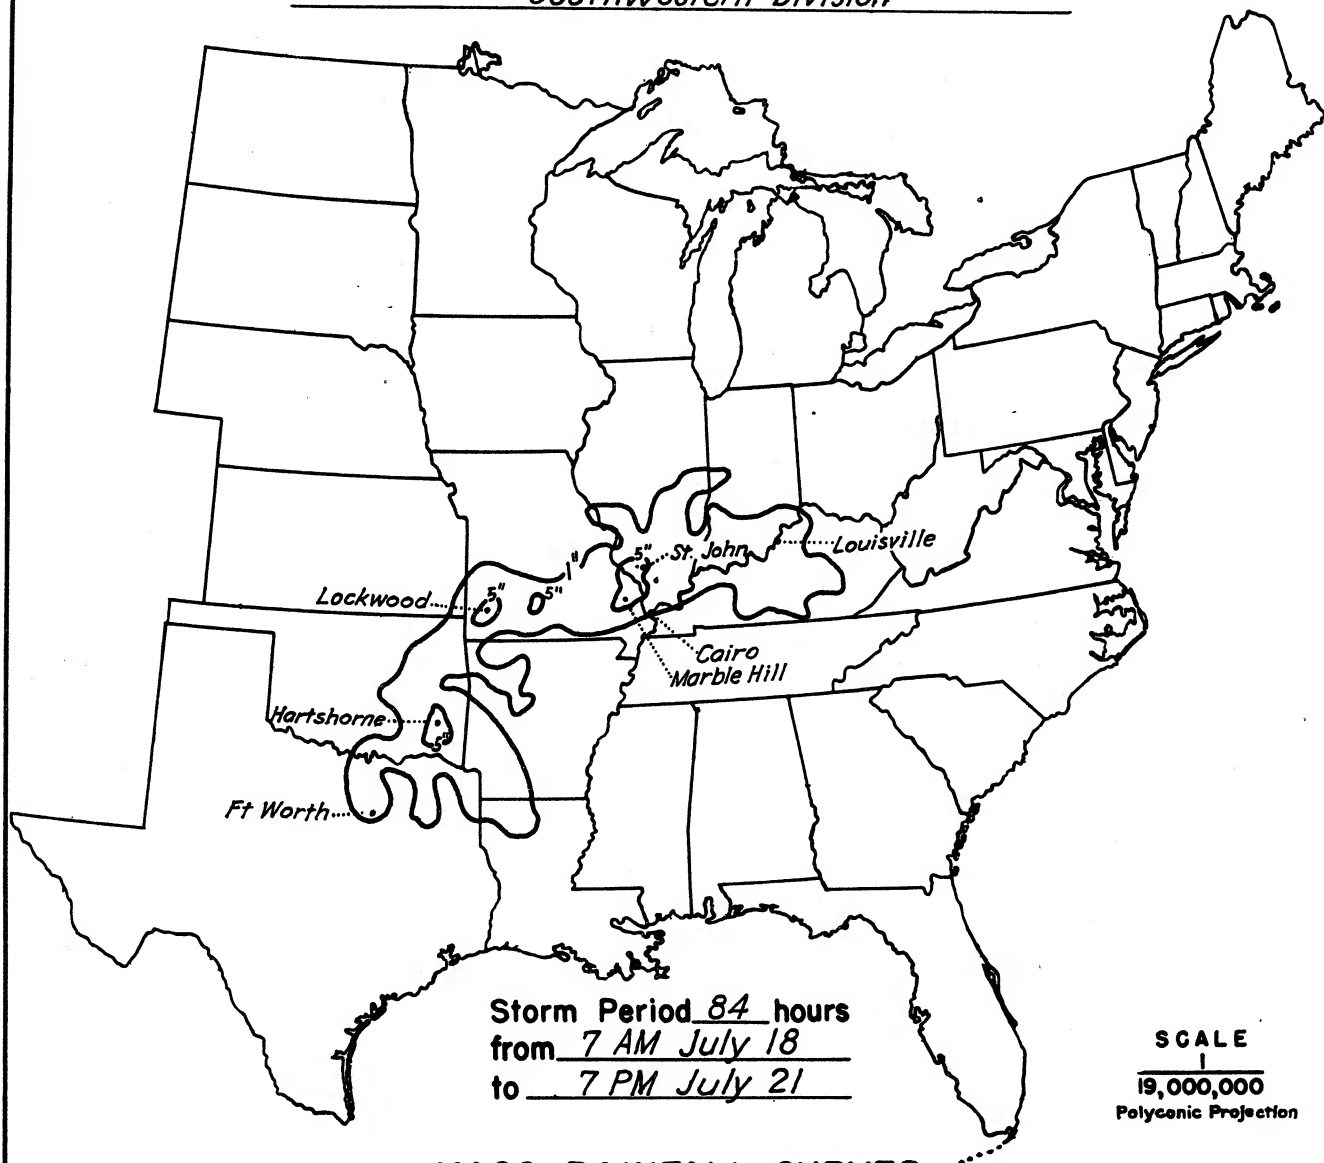 Southwestern Division
5" St. John
Louisville
1"
Lockwood 5" 5"
Cairo
Marble Hill
Hartshorne
5"
Ft Worth
Storm Period 84 hours
from 7 AM July 18
to 7 PM July 21
SCALE
1
19,000,000
Polyconic Projection
MASS RAINFALL CURVES